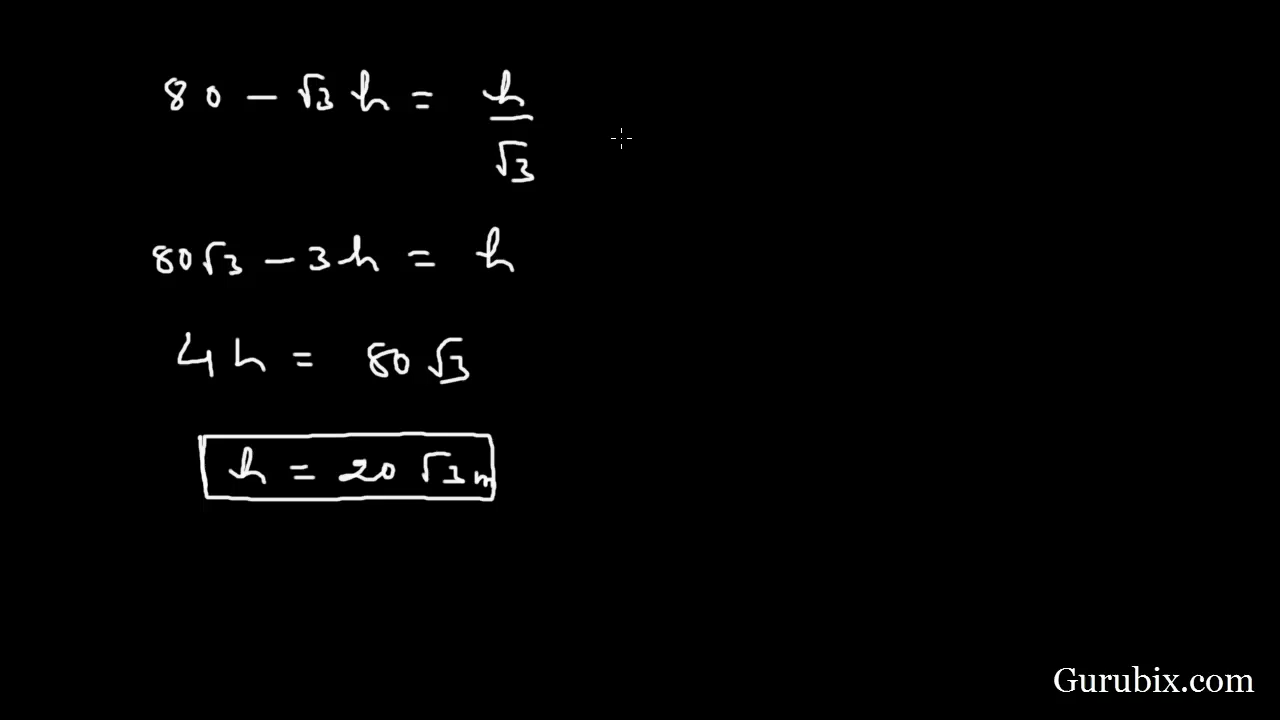 80 - √3 h = h/√3
80√3 - 3h = h
4h = 80√3
h = 20√3 m
Gurubix.com